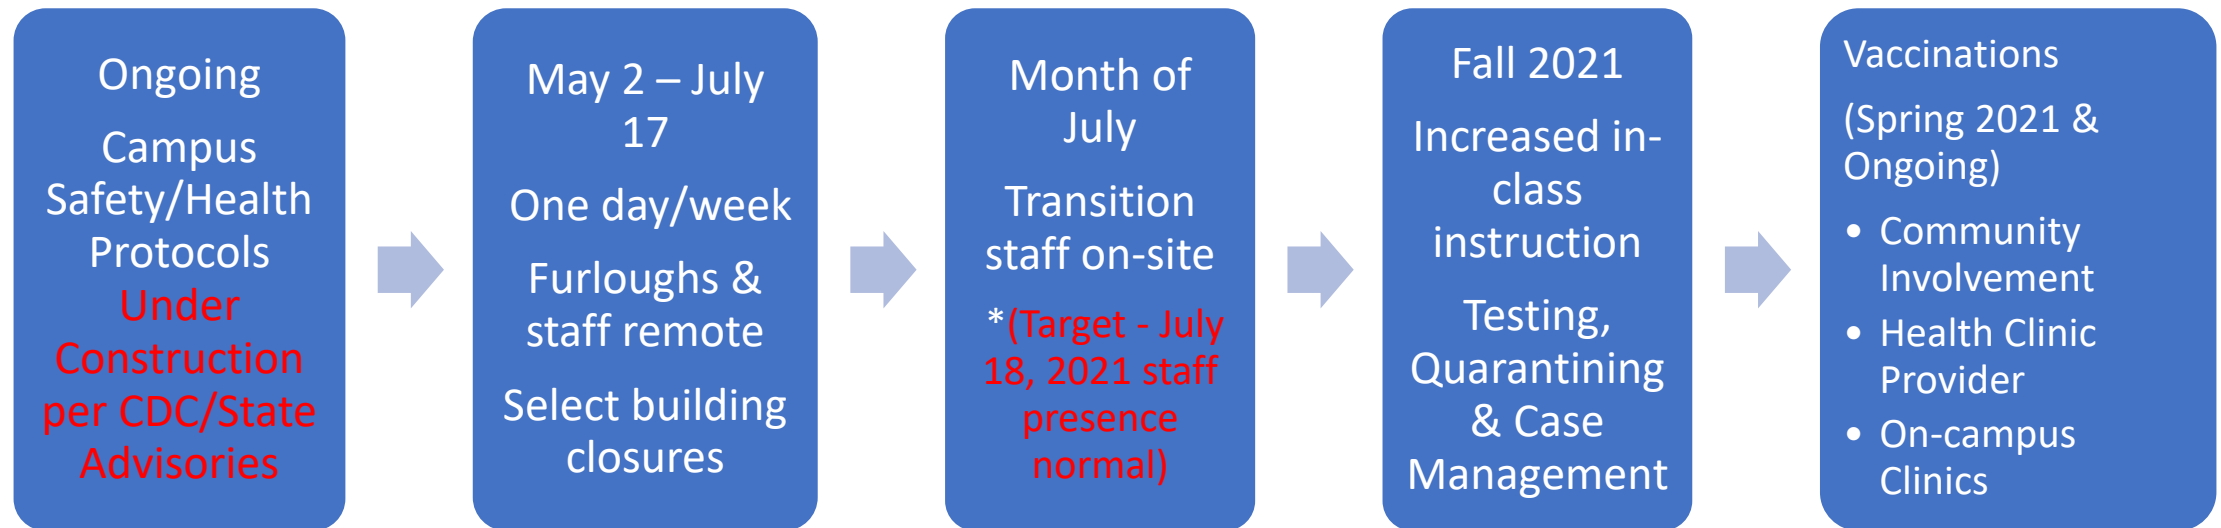 Ongoing
Campus
Safety/Health
Protocols
Under
Construction
per CDC/State
Advisories
May 2 – July
17
One day/week
Furloughs &
staff remote
Select building
closures
Month of
July
Transition
staff on-site
*(Target - July
18, 2021 staff
presence
normal)
Fall 2021
Increased in-
class
instruction
Testing,
Quarantining
& Case
Management
Vaccinations
(Spring 2021 &
Ongoing)
• Community
Involvement
• Health Clinic
Provider
• On-campus
Clinics